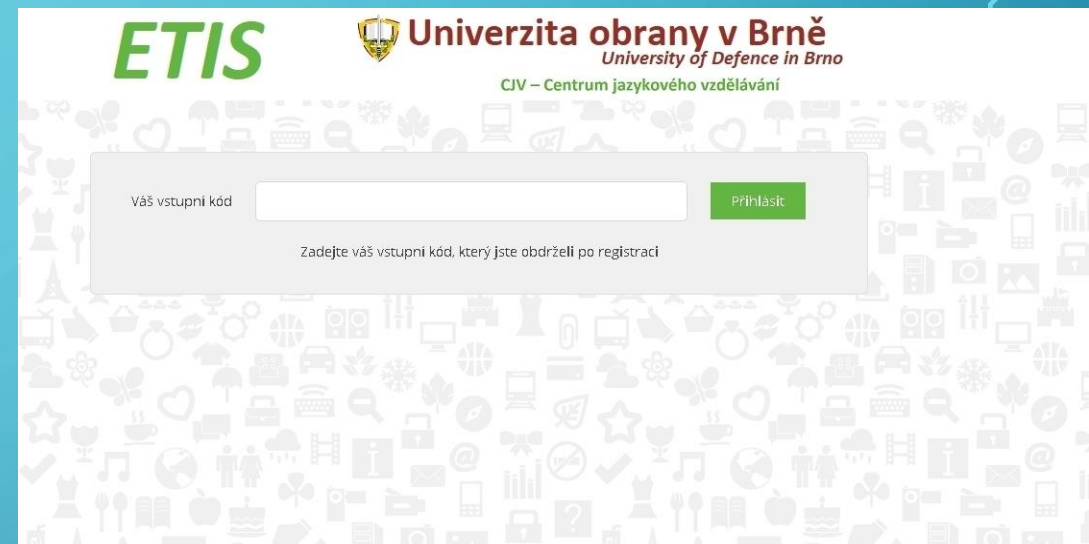 ETIS
Univerzita obrany v Brně
University of Defence in Brno
CJV – Centrum jazykového vzdělávání
Váš vstupní kód
Přihlásit
Zadejte váš vstupní kód, který jste obdrželi po registraci